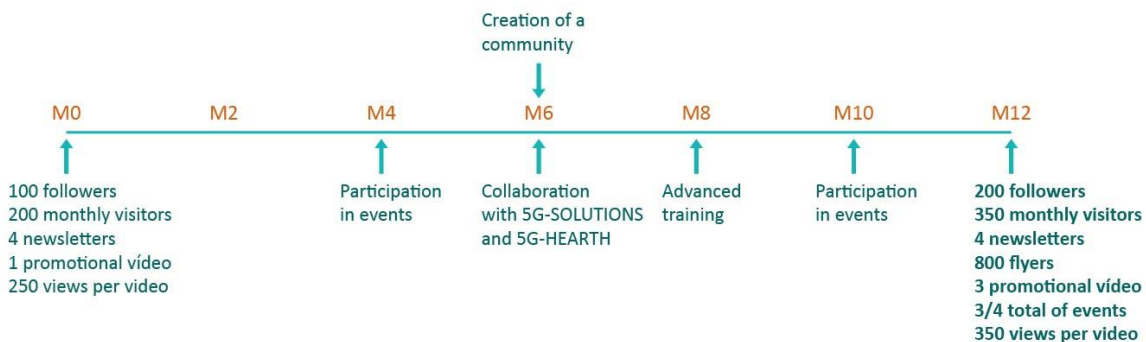 Creation of a
community
M0 M2 M4 M6 M8 M10 M12
100 followers
200 monthly visitors
4 newsletters
1 promotional vídeo
250 views per video
Participation
in events
Collaboration
with 5G-SOLUTIONS
and 5G-HEARTH
Advanced
training
Participation
in events
200 followers
350 monthly visitors
4 newsletters
800 flyers
3 promotional vídeo
3/4 total of events
350 views per video